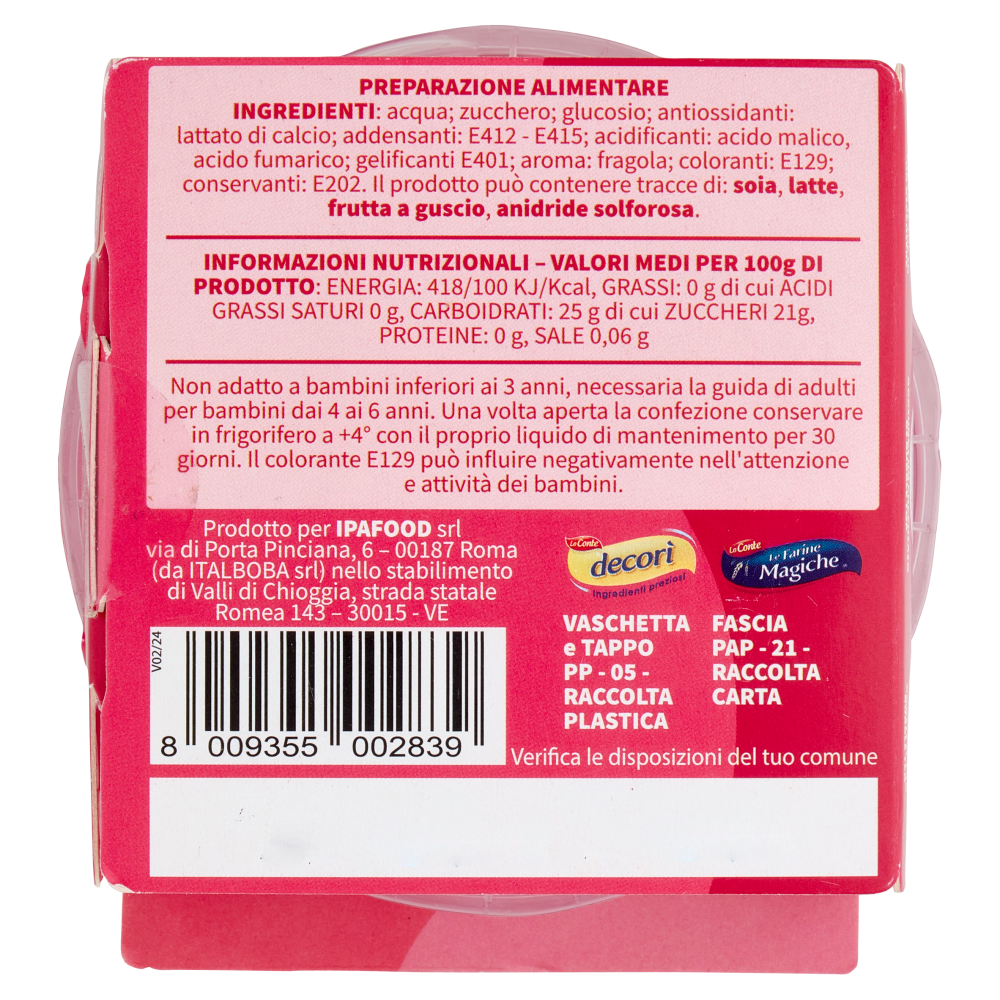 PREPARAZIONE ALIMENTARE
INGREDIENTI: acqua; zucchero; glucosio; antiossidanti:
lattato di calcio; addensanti: E412 - E415; acidificanti: acido malico,
acido fumarico; gelificanti E401; aroma: fragola; coloranti: E129;
conservanti: E202. Il prodotto può contenere tracce di: soia, latte,
frutta a guscio, anidride solforosa.
INFORMAZIONI NUTRIZIONALI – VALORI MEDI PER 100g DI
PRODOTTO: ENERGIA: 418/100 KJ/Kcal, GRASSI: 0 g di cui ACIDI
GRASSI SATURI 0 g, CARBOIDRATI: 25 g di cui ZUCCHERI 21g,
PROTEINE: 0 g, SALE 0,06 g
Non adatto a bambini inferiori ai 3 anni, necessaria la guida di adulti
per bambini dai 4 ai 6 anni. Una volta aperta la confezione conservare
in frigorifero a +4° con il proprio liquido di mantenimento per 30
giorni. Il colorante E129 può influire negativamente nell'attenzione
e attività dei bambini.
Prodotto per IPAFOOD srl
via di Porta Pinciana, 6 – 00187 Roma
(da ITALBOBA srl) nello stabilimento
di Valli di Chioggia, strada statale
Romea 143 – 30015 - VE
V02/24
8 009355 002839
Lo Conte
decorì
ingredienti preziosi
Lo Conte
Le Farine
Magiche
VASCHETTA
e TAPPO
PP - 05 -
RACCOLTA
PLASTICA
FASCIA
PAP - 21 -
RACCOLTA
CARTA
Verifica le disposizioni del tuo comune